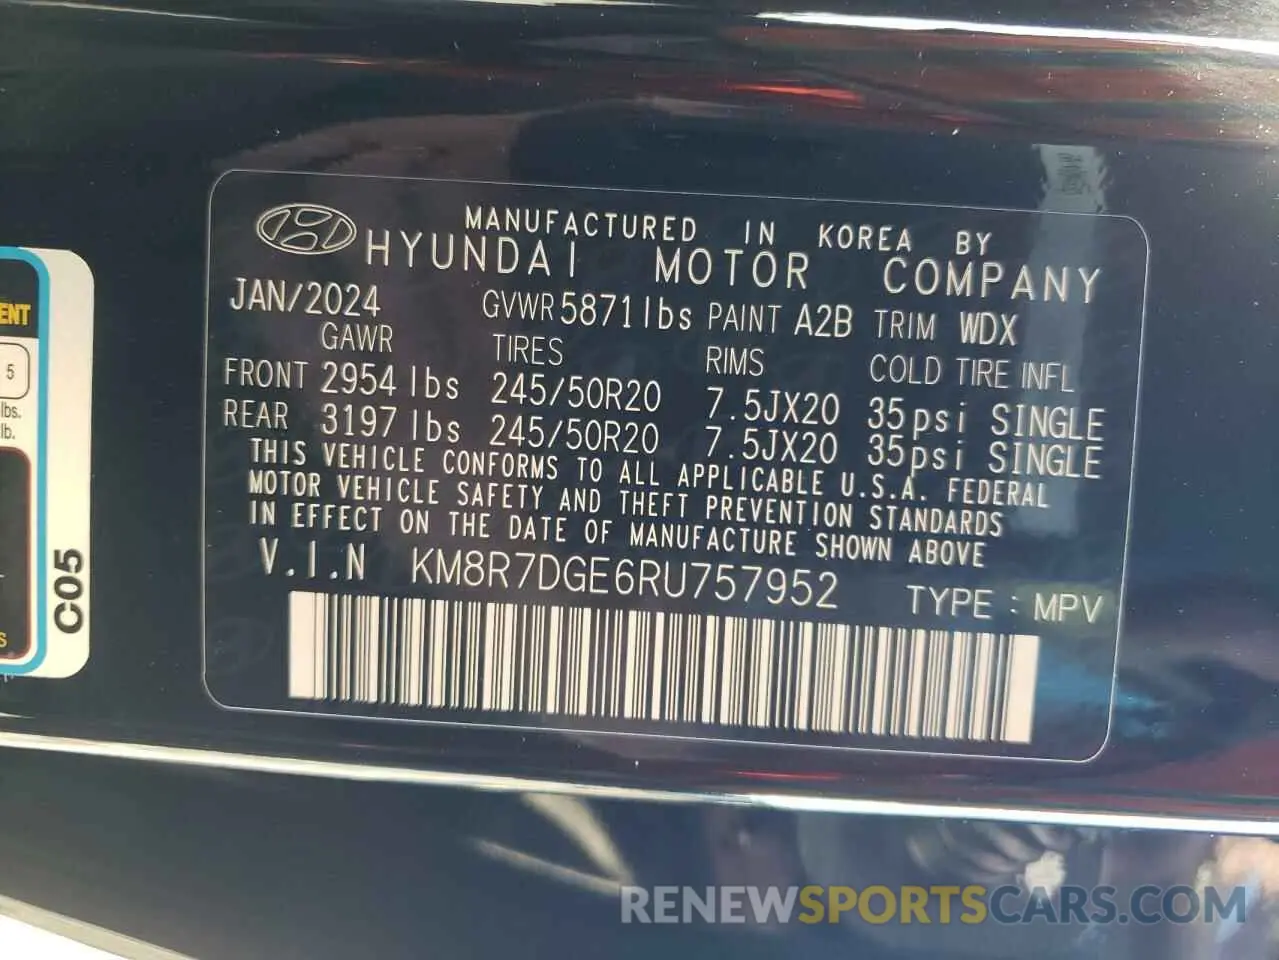 MANUFACTURED IN KOREA BY
HYUNDAI MOTOR COMPANY
JAN/2024 GVWR 5871 lbs PAINT A2B TRIM WDX
GAWR TIRES RIMS COLD TIRE INFL
FRONT 2954 lbs 245/50R20 7.5JX20 35psi SINGLE
REAR 3197 lbs 245/50R20 7.5JX20 35psi SINGLE
THIS VEHICLE CONFORMS TO ALL APPLICABLE U.S.A. FEDERAL
MOTOR VEHICLE SAFETY AND THEFT PREVENTION STANDARDS
IN EFFECT ON THE DATE OF MANUFACTURE SHOWN ABOVE
V.I.N KM8R7DGE6RU757952 TYPE : MPV
5
lbs.
lb.
C05
RENEWSPORTSCARS.COM